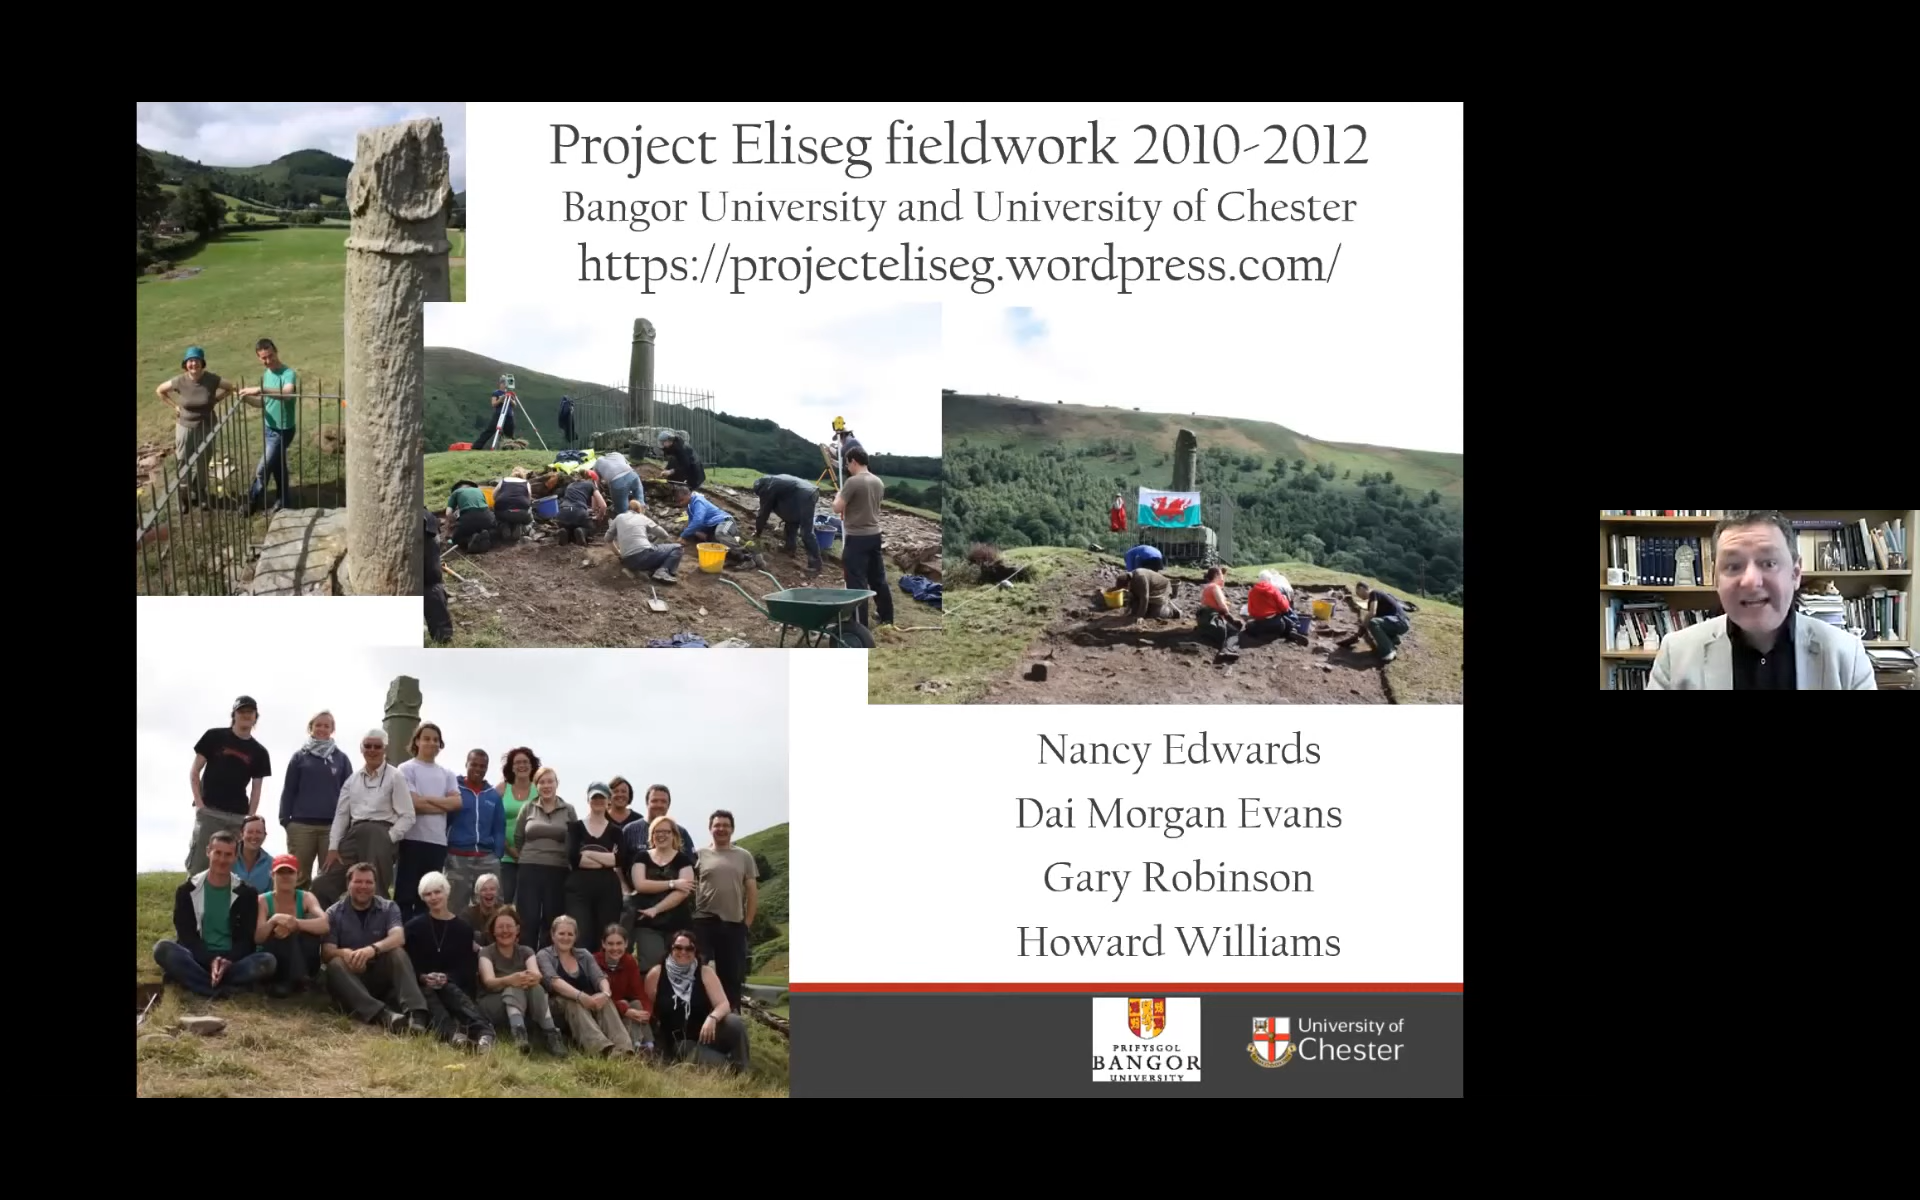 Project Eliseg fieldwork 2010-2012
Bangor University and University of Chester
https://projecteliseg.wordpress.com/
Nancy Edwards
Dai Morgan Evans
Gary Robinson
Howard Williams
PRIFYSGOL
BANGOR
UNIVERSITY
University of
Chester